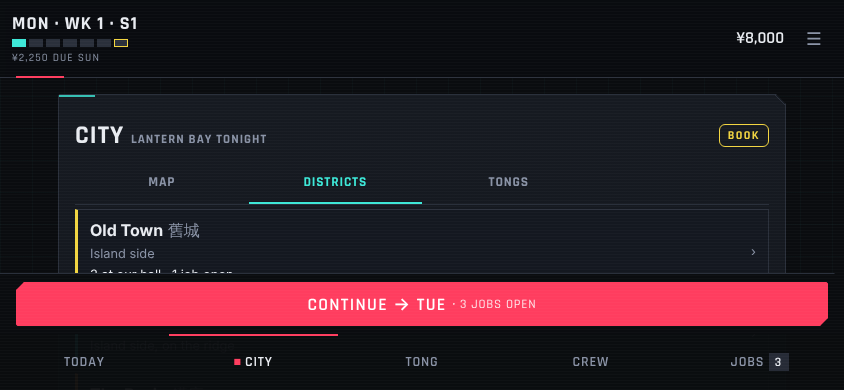 MON · WK 1 · S1
¥2,250 DUE SUN
¥8,000
CITY LANTERN BAY TONIGHT
BOOK
MAP DISTRICTS TONGS
Old Town 舊城
Island side
CONTINUE → TUE · 3 JOBS OPEN
TODAY CITY TONG CREW JOBS 3